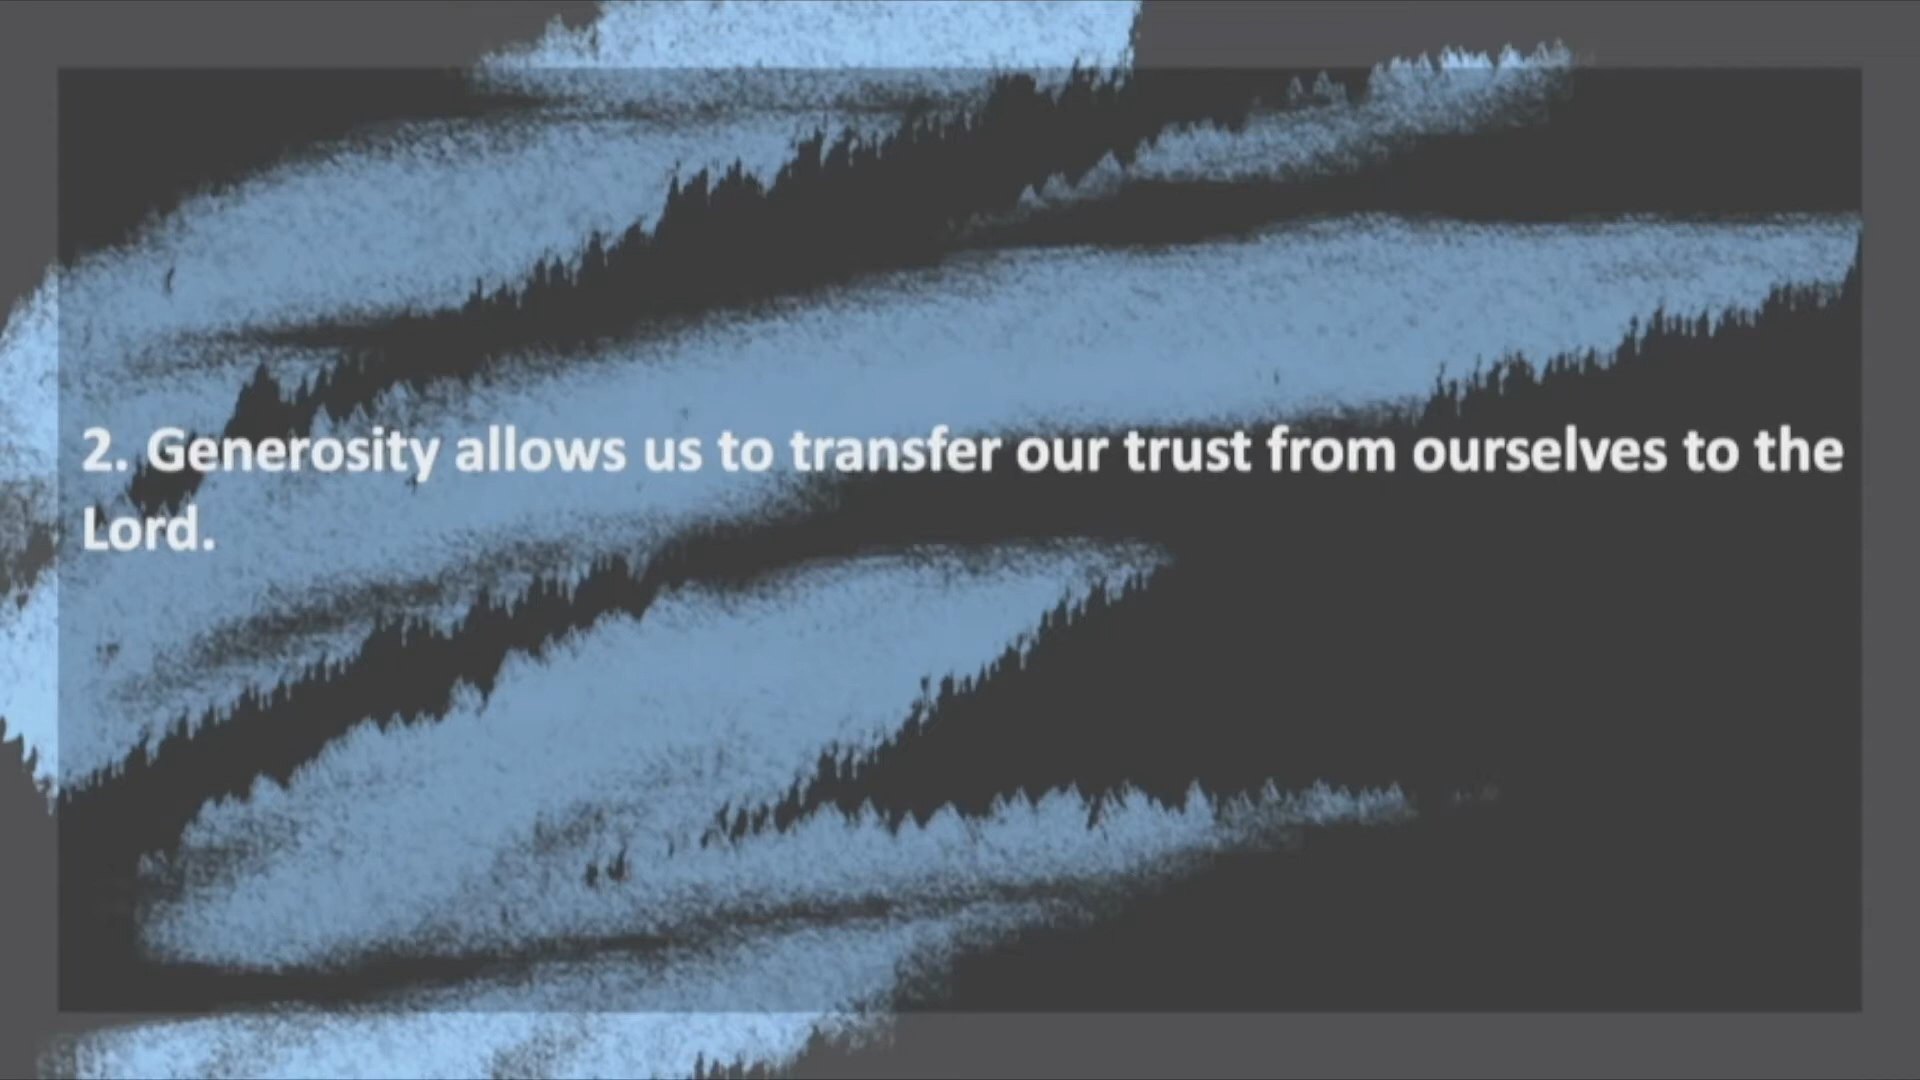 2. Generosity allows us to transfer our trust from ourselves to the
Lord.